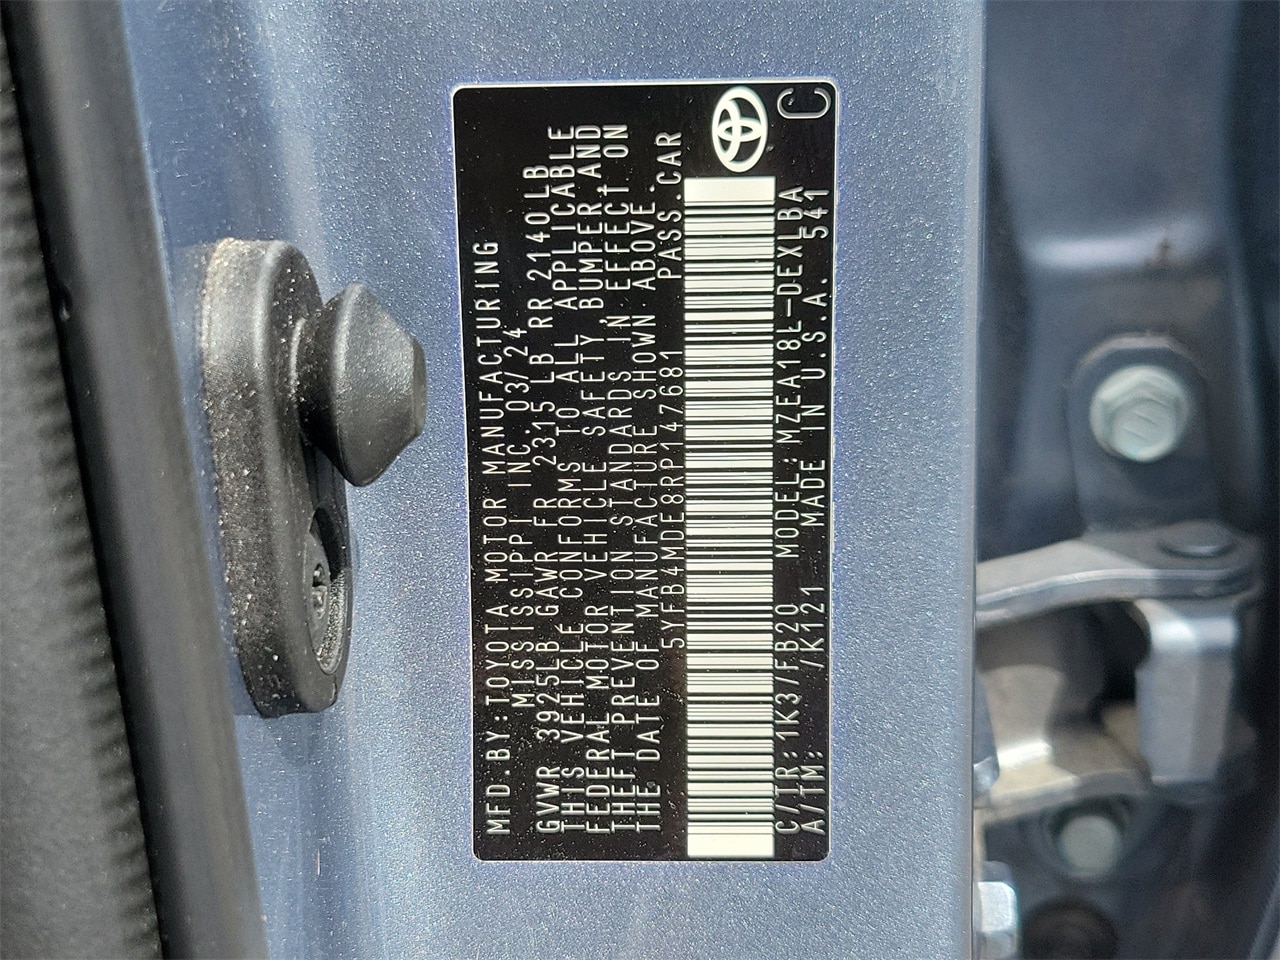 MFD.BY:TOYOTA MOTOR MANUFACTURING
MISSISSIPPI INC. 03/24
GVWR 3925LB GAWR FR 2315 LB RR 2140LB
THIS VEHICLE CONFORMS TO ALL APPLICABLE
FEDERAL MOTOR VEHICLE SAFETY BUMPER, AND
THEFT PREVENTION STANDARDS IN EFFECT ON
THE DATE OF MANUFACTURE SHOWN ABOVE.
5YFB4MDE8RP147681 PASS.CAR
C/TR: 1K3/FB20 MODEL: MZEA18L-DEXLBA
A/TM: /K121 MADE IN U.S.A. 541
C